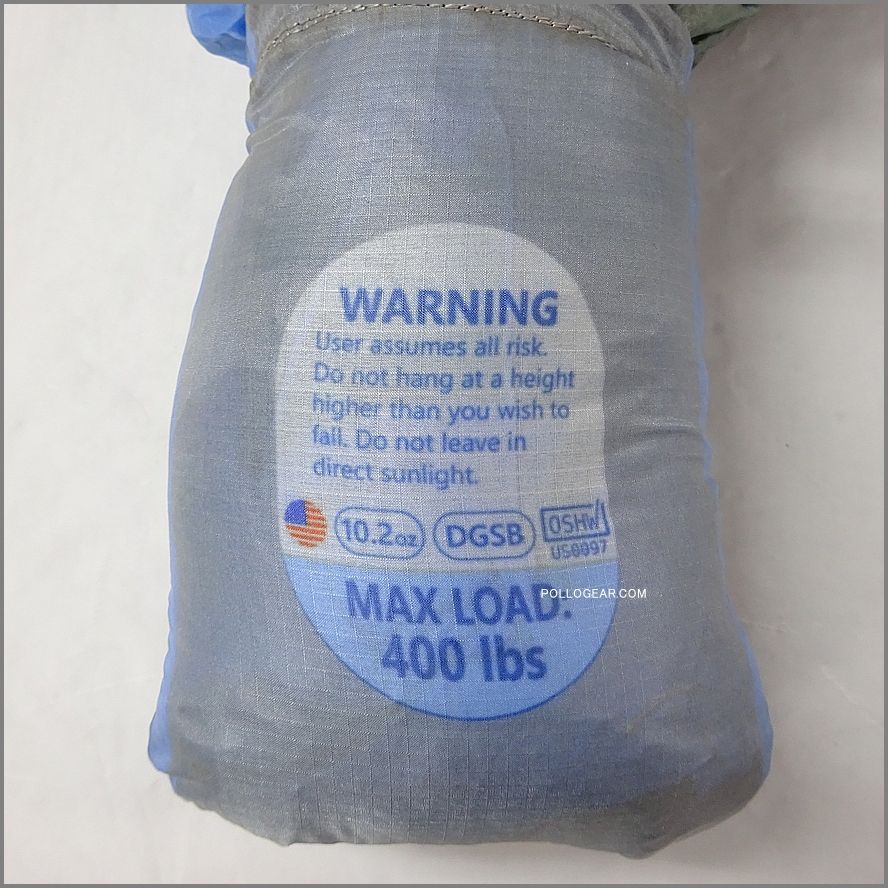 WARNING
User assumes all risk.
Do not hang at a height
higher than you wish to
fall. Do not leave in
direct sunlight.
10.2oz DGSB OSHW
US0097
MAX LOAD:
POLLOGEAR.COM
400 lbs